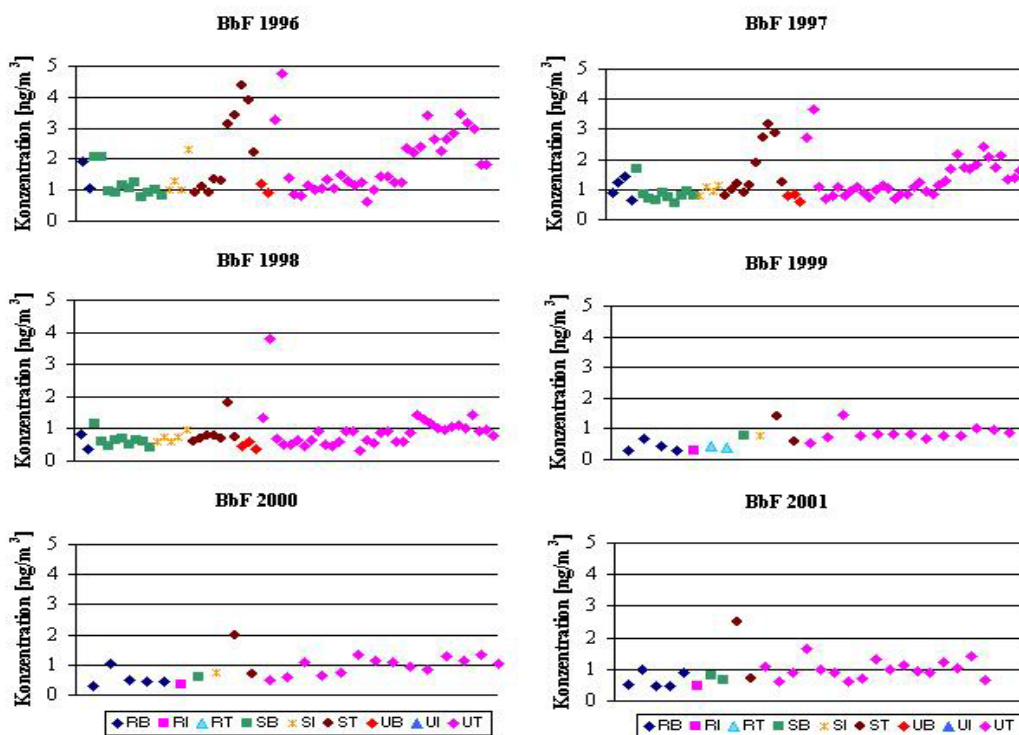 BbF 1996
Konzentration [ng/m³]
5
4
3
2
1
0
BbF 1997
Konzentration [ng/m³]
5
4
3
2
1
0
BbF 1998
Konzentration [ng/m³]
5
4
3
2
1
0
BbF 1999
Konzentration [ng/m³]
5
4
3
2
1
0
BbF 2000
Konzentration [ng/m³]
5
4
3
2
1
0
RB RI RT SB SI ST UB UI UT
BbF 2001
Konzentration [ng/m³]
5
4
3
2
1
0
RB RI RT SB SI ST UB UI UT